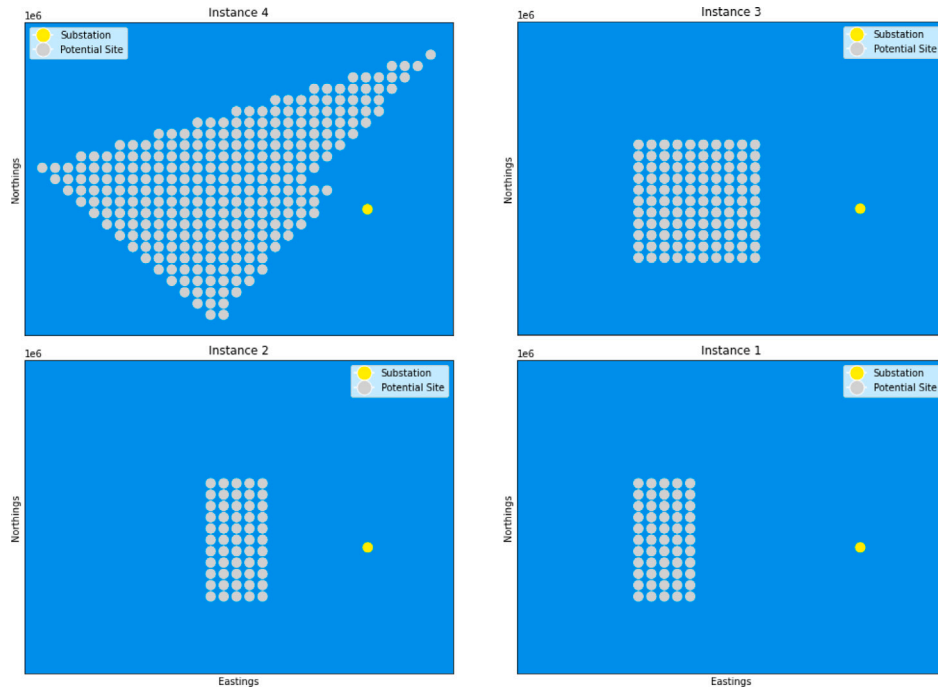 Instance 4
1e6
Substation
Potential Site
Northings
Instance 3
1e6
Substation
Potential Site
Northings
Instance 2
1e6
Substation
Potential Site
Northings
Eastings
Instance 1
1e6
Substation
Potential Site
Northings
Eastings